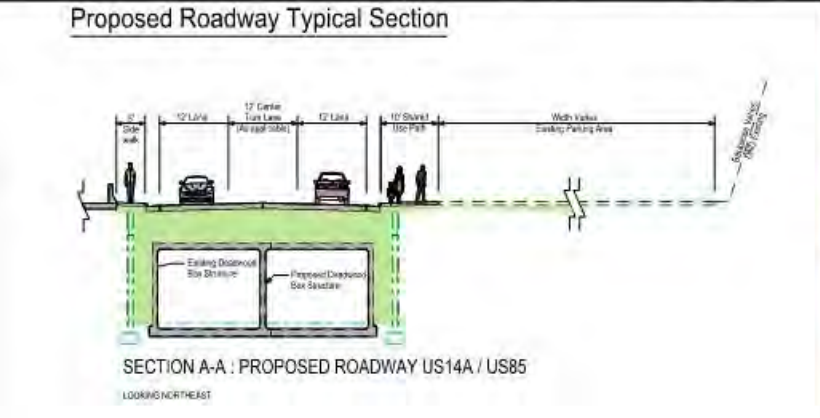 Proposed Roadway Typical Section
Side
walk
12' Lane
12' Center
Turn Lane
(As applicable)
12' Lane
10' Shared
Use Path
Width Varies
Existing Parking Area
Existing Deadwood
Box Structure
Proposed Deadwood
Box Structure
SECTION A-A : PROPOSED ROADWAY US14A / US85
LOOKING NORTHEAST